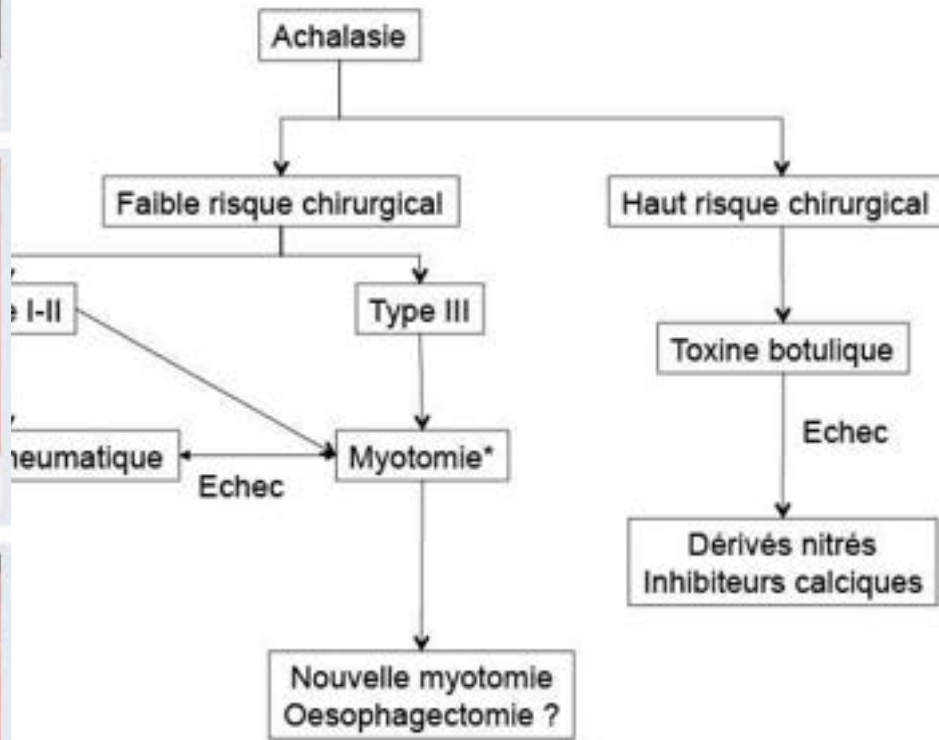 Achalasie
Faible risque chirurgical
Haut risque chirurgical
I-II
Type III
Toxine botulique
Echec
Myotomie*
Echec
Dérivés nitrés
Inhibiteurs calciques
Nouvelle myotomie
Oesophagectomie ?